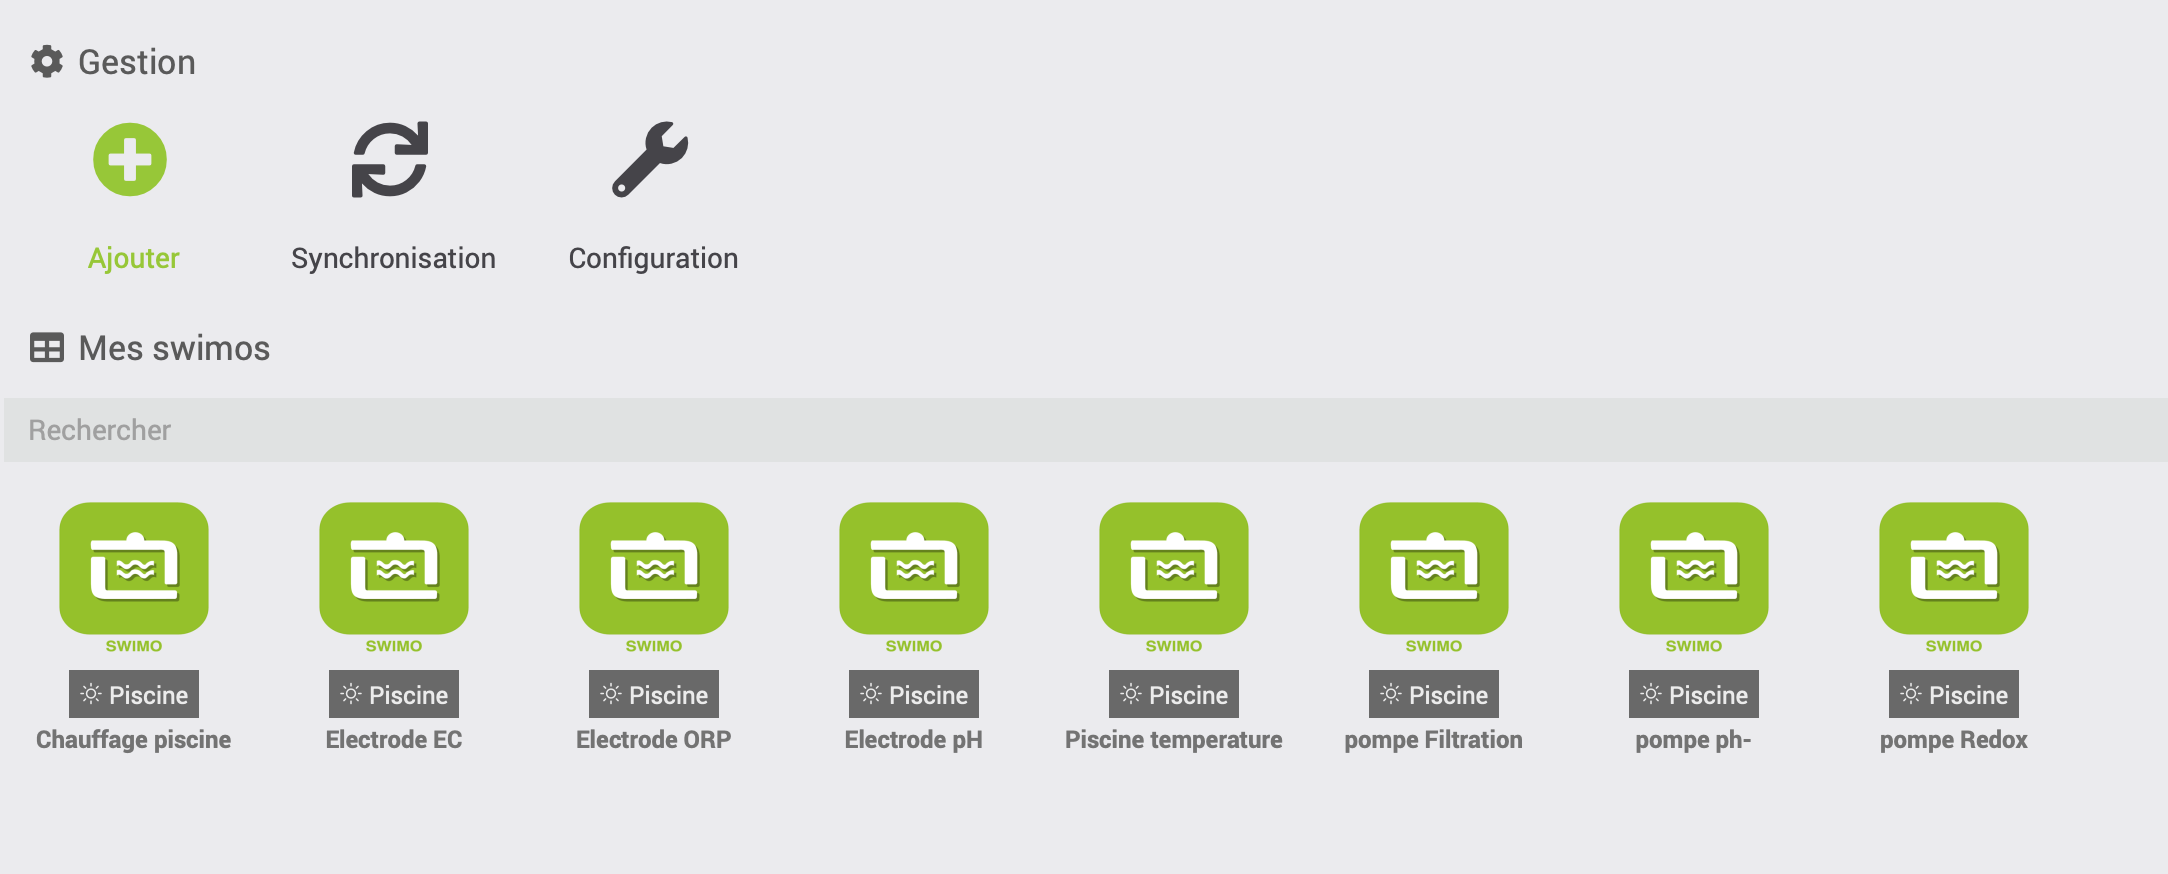 Gestion
Ajouter
Synchronisation
Configuration
Mes swimos
Rechercher
SWIMO
Piscine
Chauffage piscine
SWIMO
Piscine
Electrode EC
SWIMO
Piscine
Electrode ORP
SWIMO
Piscine
Electrode pH
SWIMO
Piscine
Piscine temperature
SWIMO
Piscine
pompe Filtration
SWIMO
Piscine
pompe ph-
SWIMO
Piscine
pompe Redox